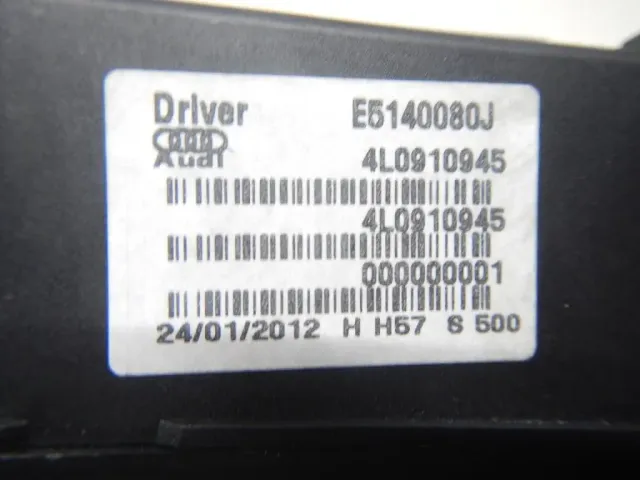 Driver E5140080J
Audi 4L0910945
4L0910945
000000001
24/01/2012 H H57 S 500